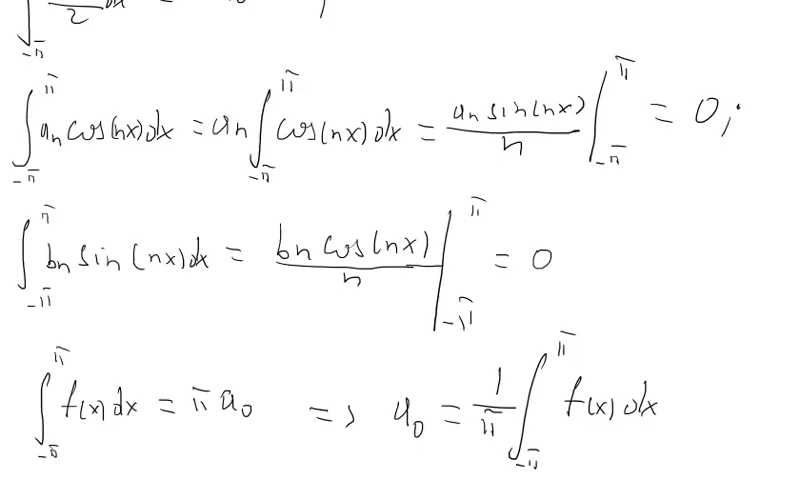 ∫_{-π}^{π} a_n cos(nx)dx = a_n ∫_{-π}^{π} cos(nx)dx = a_n sin(nx)/n |_{-π}^{π} = 0;
∫_{-π}^{π} b_n sin(nx)dx = b_n cos(nx)/n |_{-π}^{π} = 0
∫_{-π}^{π} f(x)dx = πa_0 => a_0 = 1/π ∫_{-π}^{π} f(x)dx